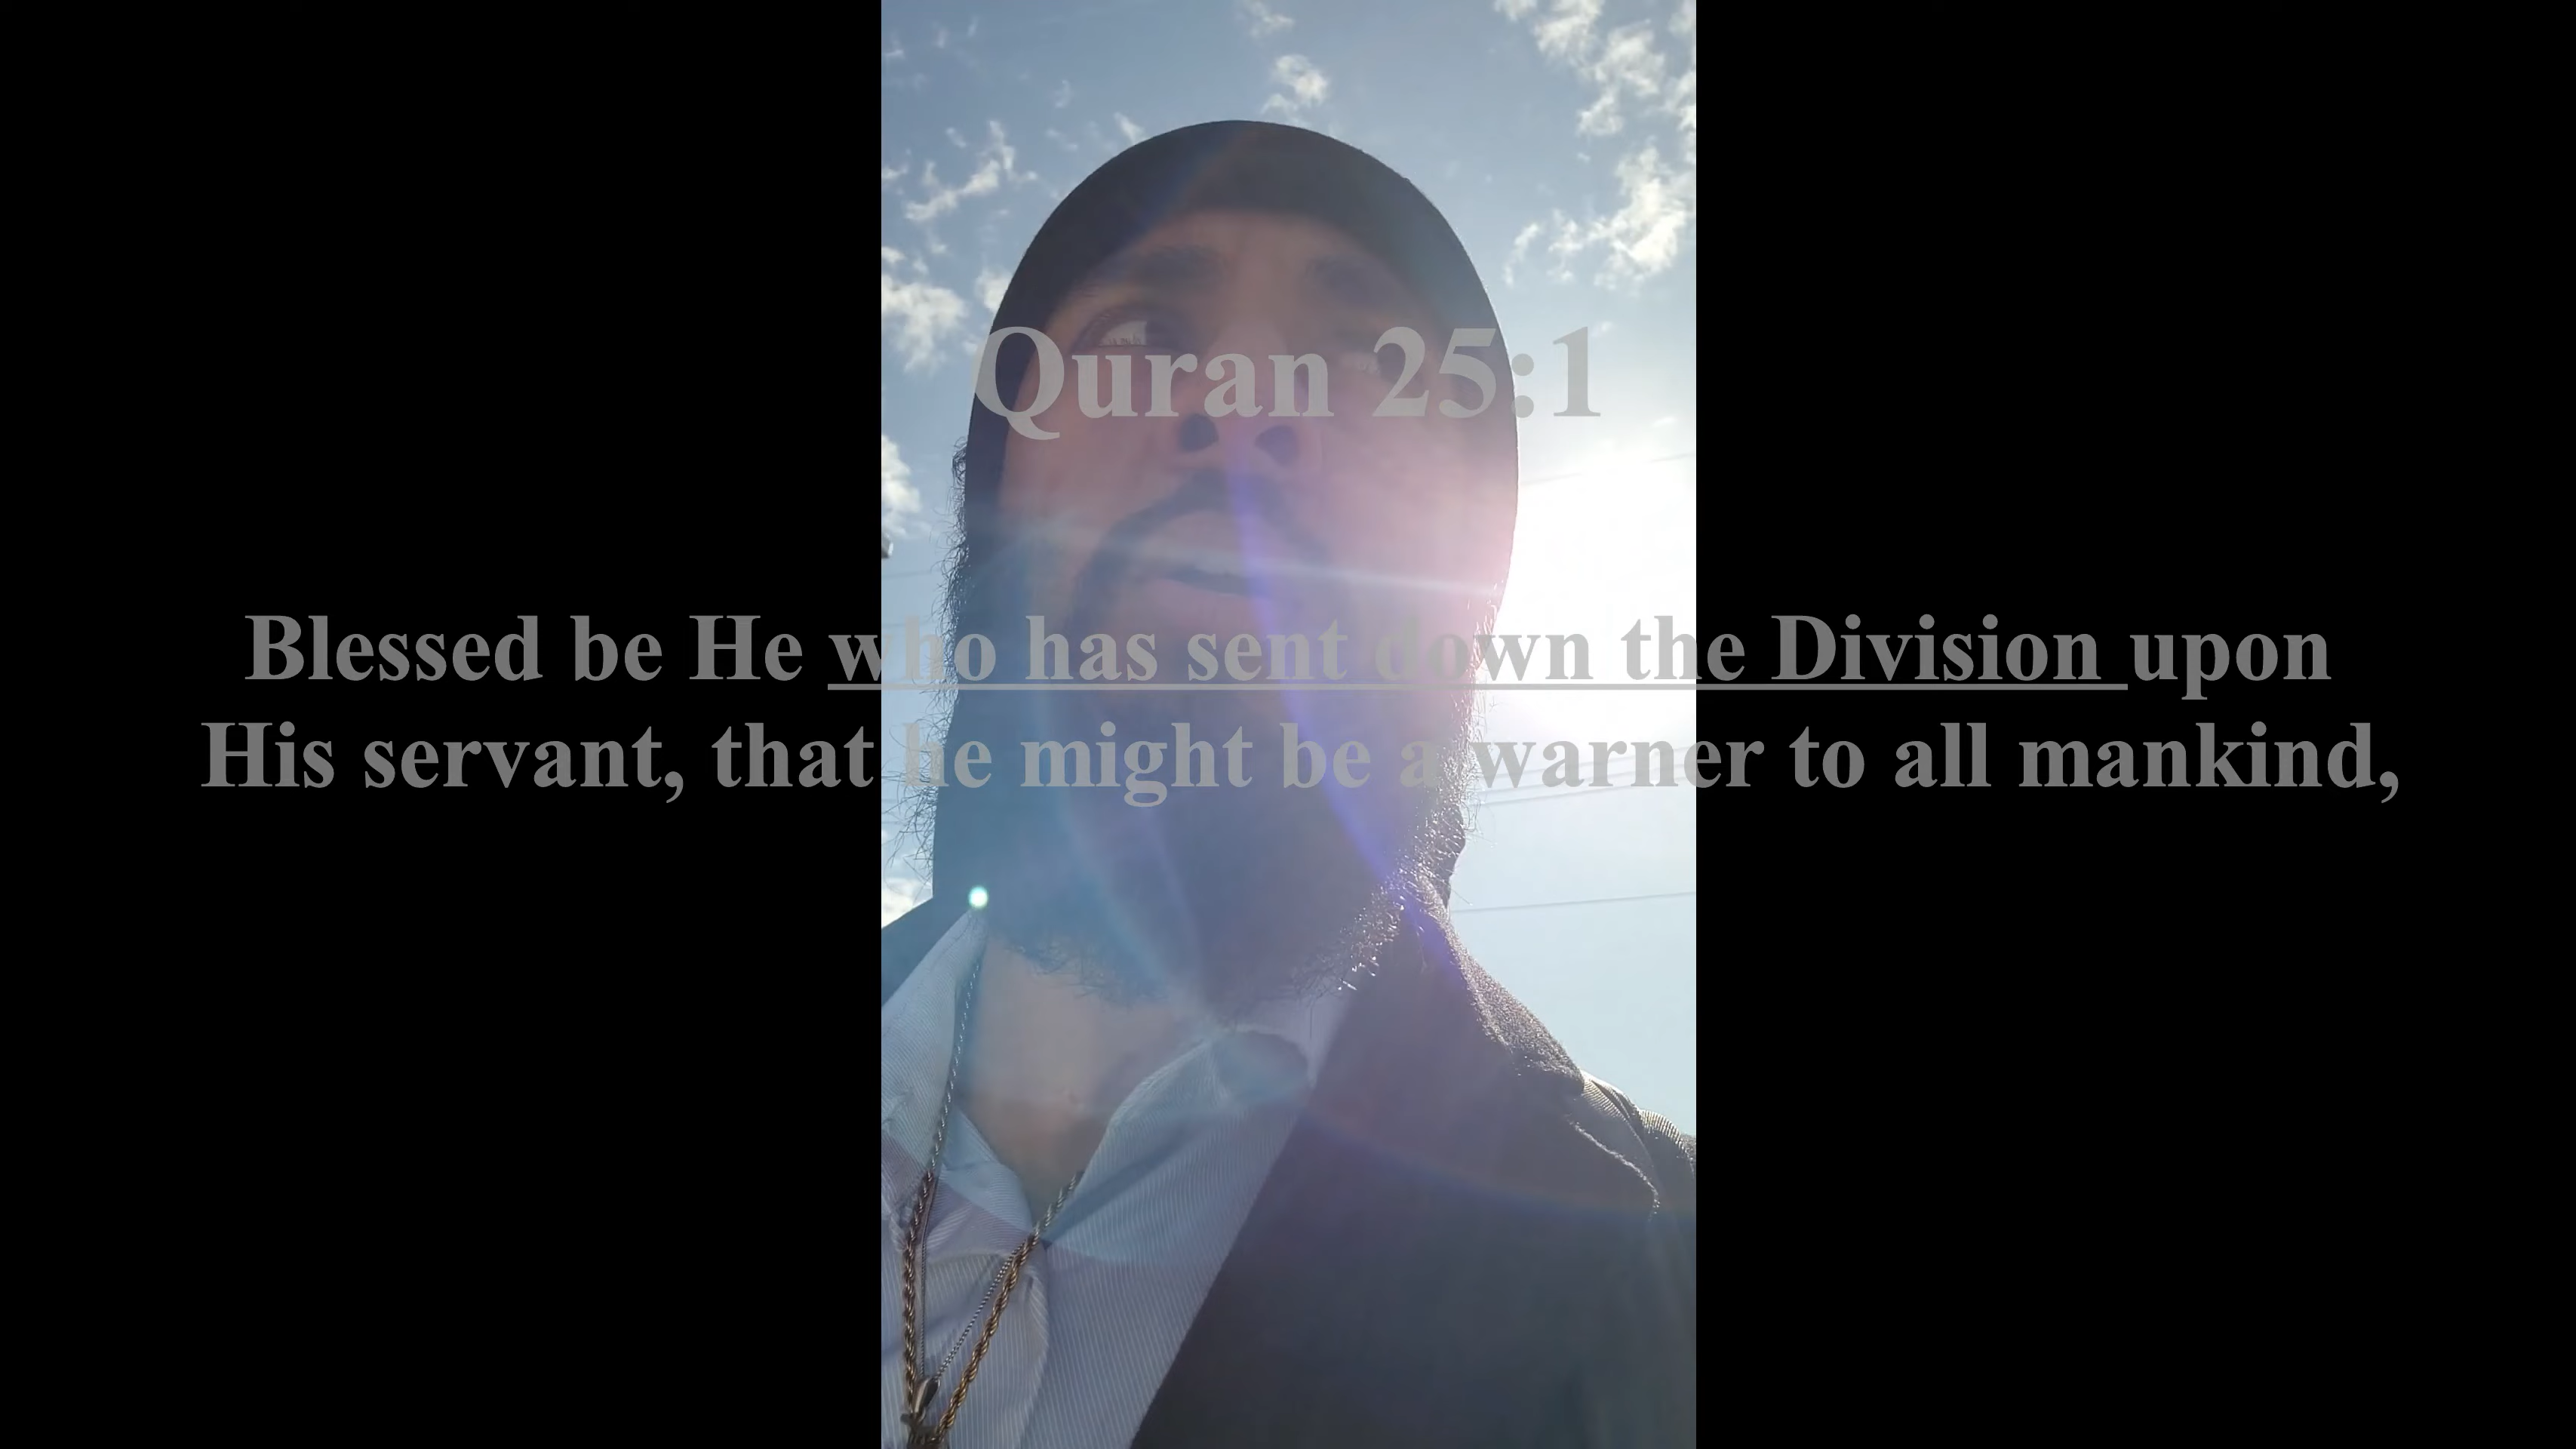 Quran 25:1
Blessed be He who has sent down the Division upon
His servant, that he might be a warner to all mankind,